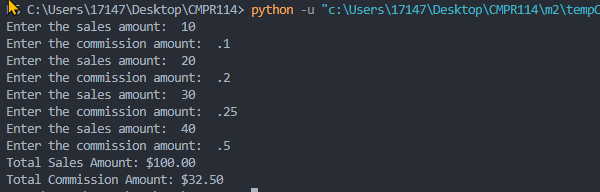 PS C:\Users\17147\Desktop\CMPR114> python -u "c:\Users\17147\Desktop\CMPR114\m2\tempC
Enter the sales amount:  10
Enter the commission amount:  .1
Enter the sales amount:  20
Enter the commission amount:  .2
Enter the sales amount:  30
Enter the commission amount:  .25
Enter the sales amount:  40
Enter the commission amount:  .5
Total Sales Amount: $100.00
Total Commission Amount: $32.50